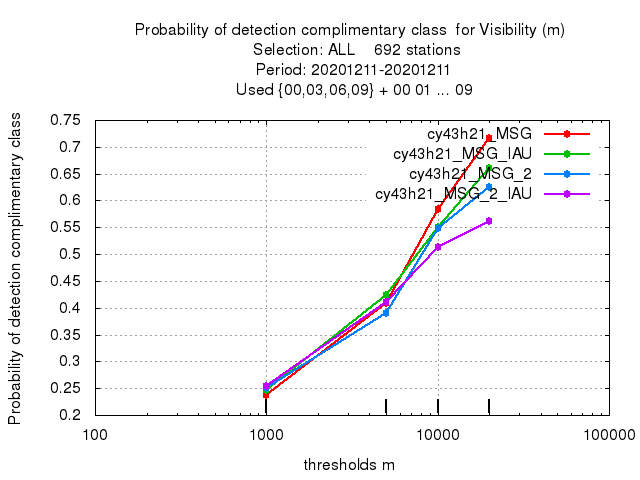 Probability of detection complimentary class  for Visibility (m)
Selection: ALL    692 stations
Period: 20201211-20201211
Used {00,03,06,09} + 00 01 ... 09
Probability of detection complimentary class
0.75
0.7
0.65
0.6
0.55
0.5
0.45
0.4
0.35
0.3
0.25
0.2
cy43h21_MSG
cy43h21_MSG_IAU
cy43h21_MSG_2
cy43h21_MSG_2_IAU
100 1000 10000 100000
thresholds m